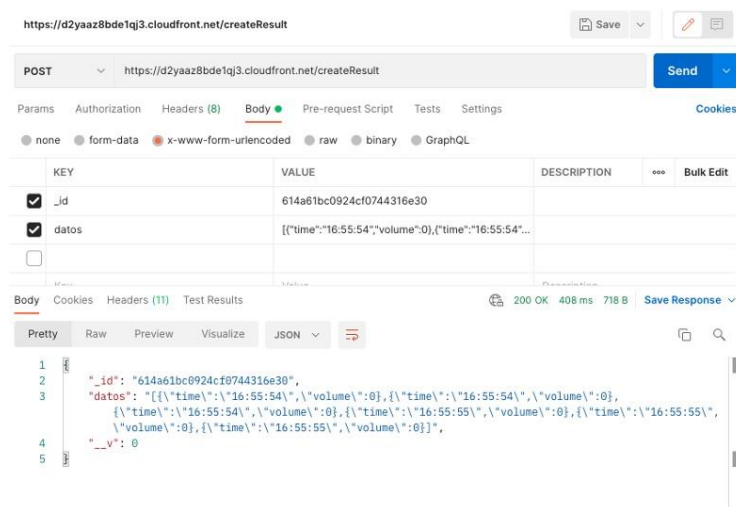 https://d2yaaz8bde1qj3.cloudfront.net/createResult
Save
POST https://d2yaaz8bde1qj3.cloudfront.net/createResult Send
Params Authorization Headers (8) Body Pre-request Script Tests Settings Cookies
none form-data x-www-form-urlencoded raw binary GraphQL
KEY VALUE DESCRIPTION ooo Bulk Edit
_id 614a61bc0924cf0744316e30
datos [{"time":"16:55:54","volume":0},{"time":"16:55:54"...
Key Value Description
Body Cookies Headers (11) Test Results 200 OK 408 ms 718 B Save Response
Pretty Raw Preview Visualize JSON
1 {
2 "_id": "614a61bc0924cf0744316e30",
3 "datos": "[{\"time\":\"16:55:54\",\"volume\":0},{\"time\":\"16:55:54\",\"volume\":0},
{\"time\":\"16:55:54\",\"volume\":0},{\"time\":\"16:55:55\",\"volume\":0},{\"time\":\"16:55:55\",
\"volume\":0},{\"time\":\"16:55:55\",\"volume\":0}]",
4 "__v": 0
5 }